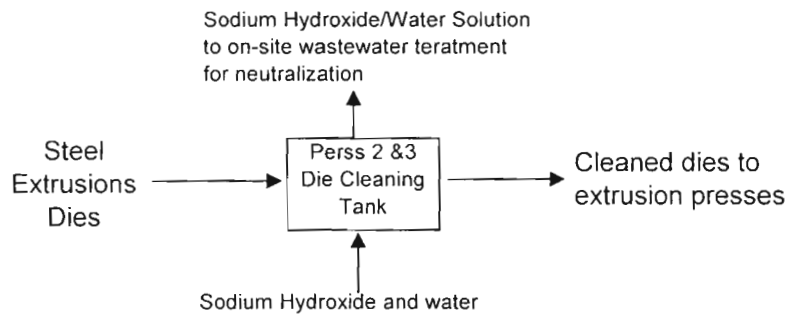 Sodium Hydroxide/Water Solution
to on-site wastewater teratment
for neutralization
Steel
Extrusions
Dies
Perss 2 &3
Die Cleaning
Tank
Cleaned dies to
extrusion presses
Sodium Hydroxide and water